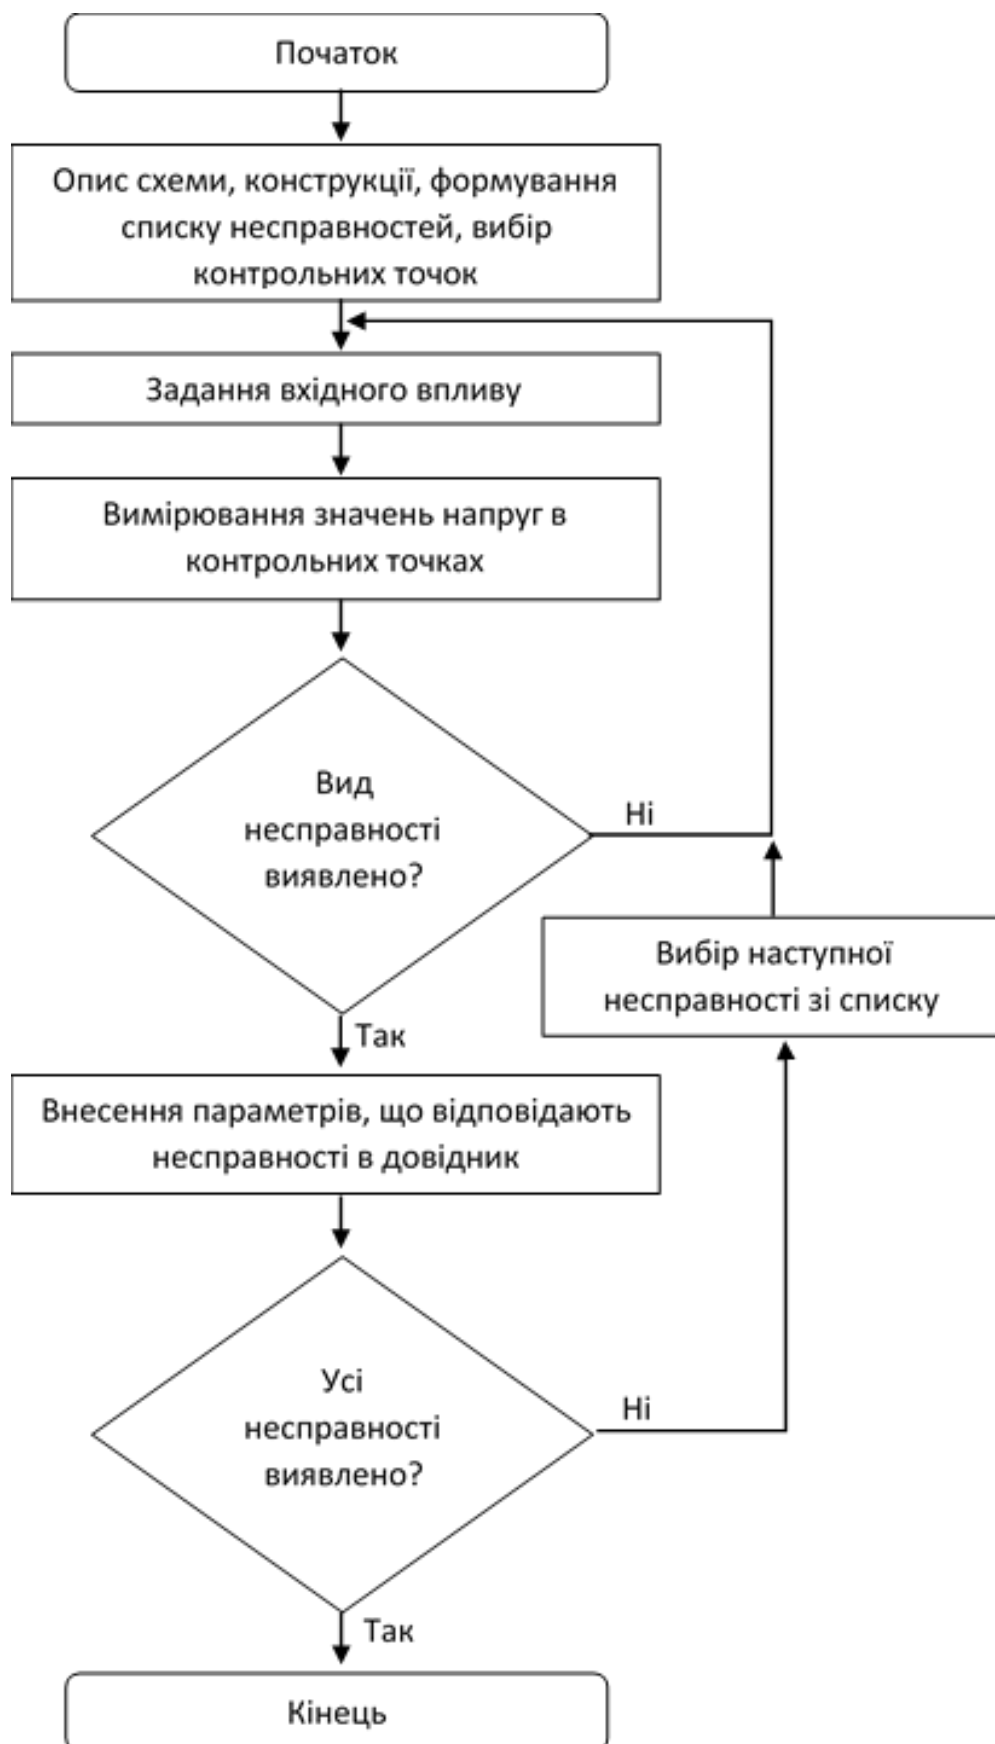 Початок
Опис схеми, конструкції, формування
списку несправностей, вибір
контрольних точок
Задання вхідного впливу
Вимірювання значень напруг в
контрольних точках
Вид
несправності
виявлено?
Ні
Вибір наступної
несправності зі списку
Так
Внесення параметрів, що відповідають
несправності в довідник
Усі
несправності
виявлено?
Ні
Так
Кінець